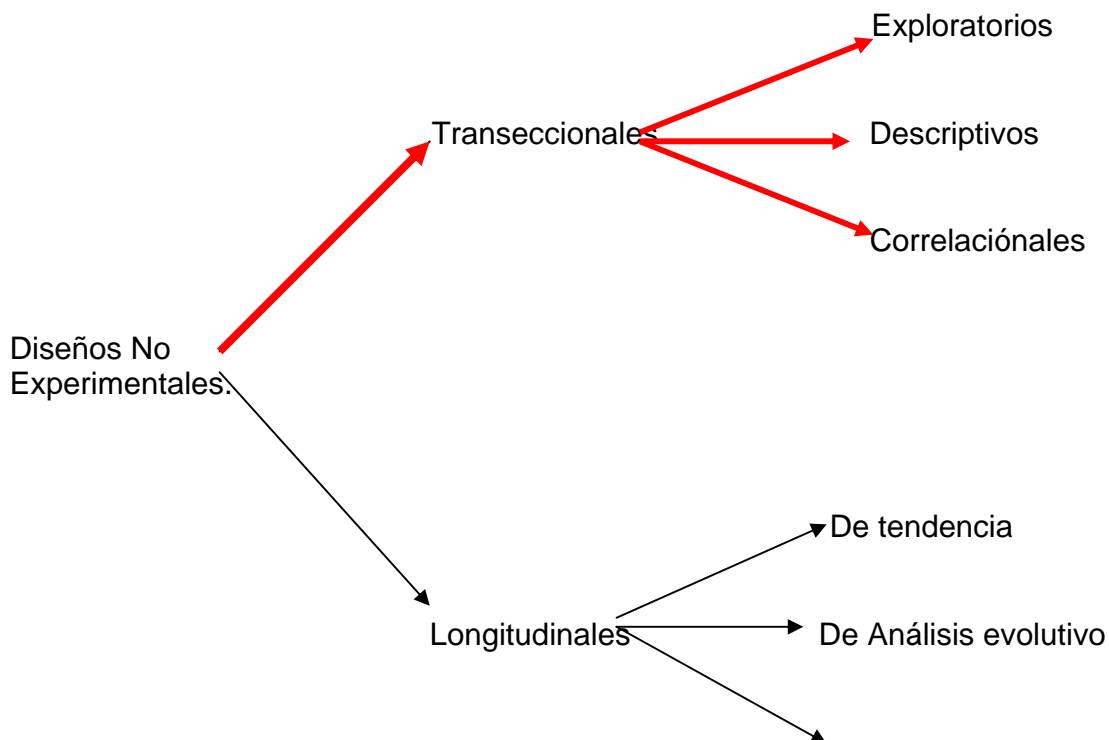 Exploratorios
Transeccionales
Descriptivos
Correlaciónales
Diseños No
Experimentales.
De tendencia
Longitudinales
De Análisis evolutivo